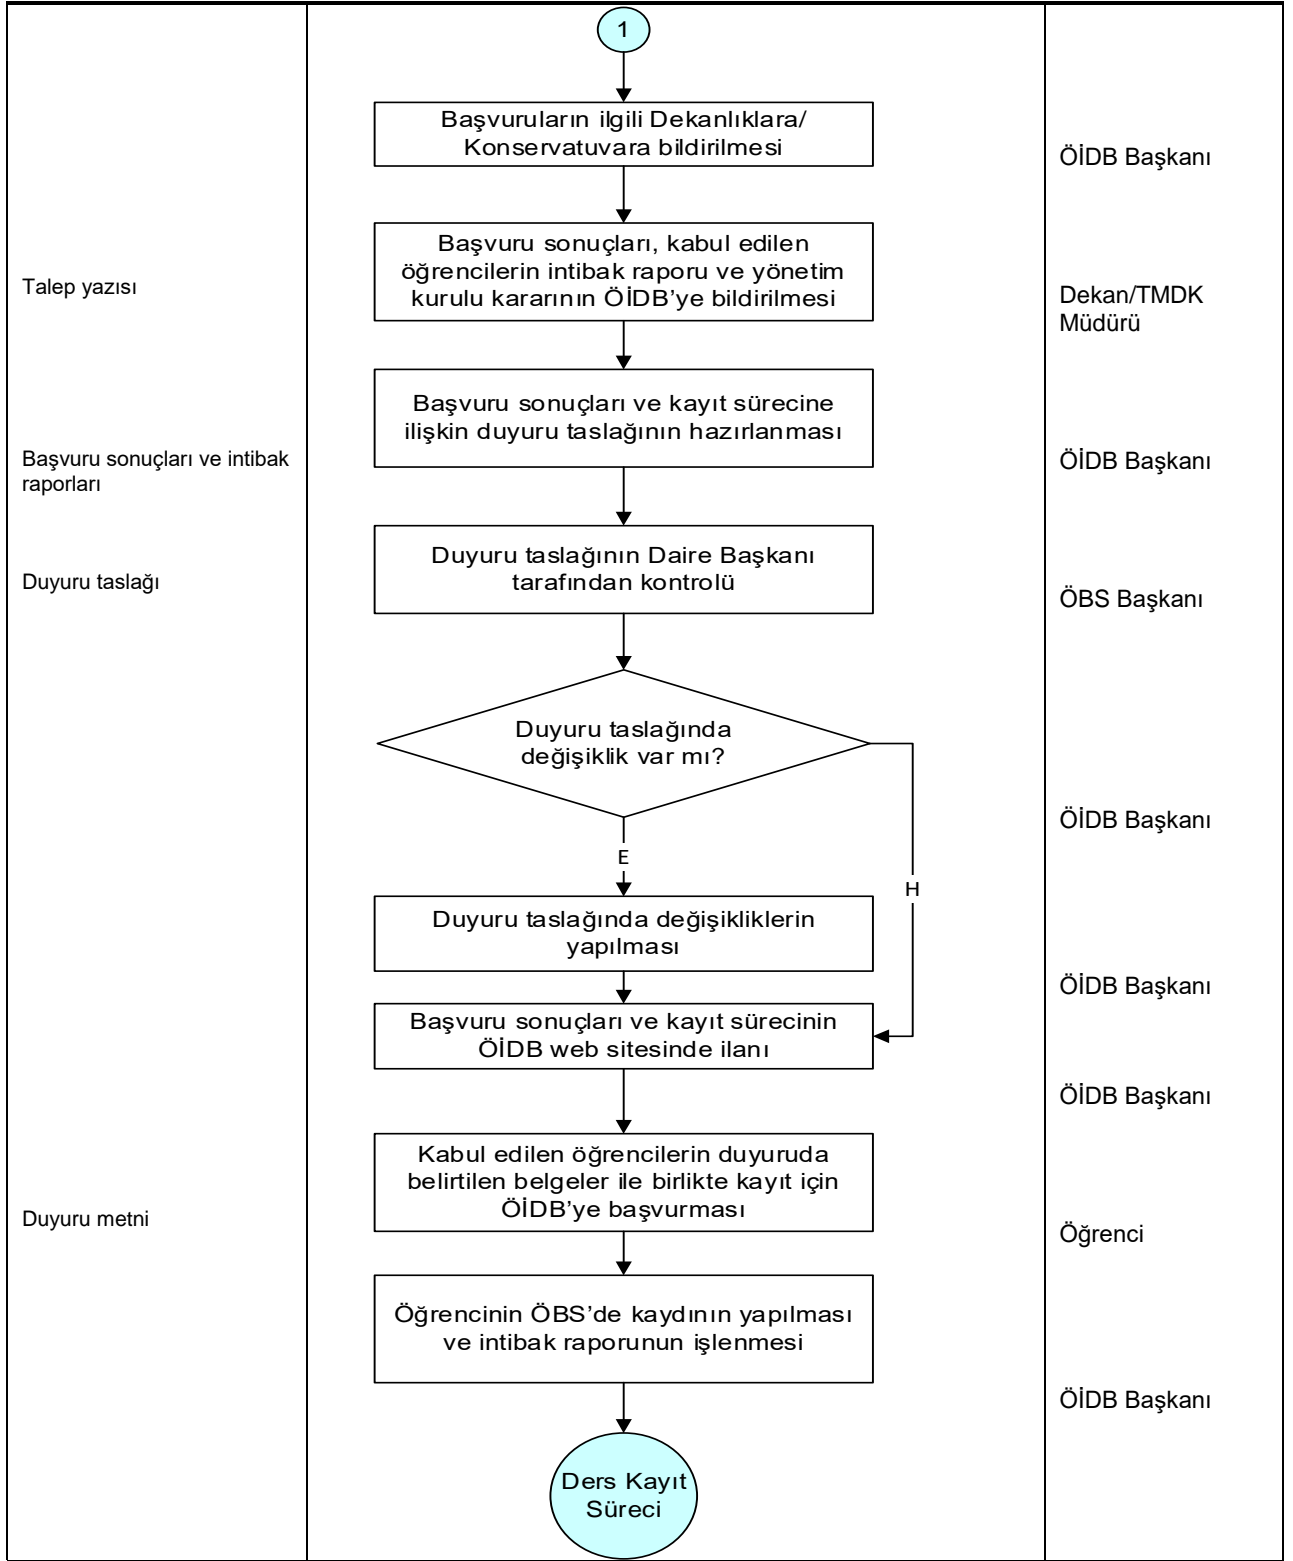 1
Başvuruların ilgili Dekanlıklara/
Konservatuvara bildirilmesi
ÖİDB Başkanı
Talep yazısı
Başvuru sonuçları, kabul edilen
öğrencilerin intibak raporu ve yönetim
kurulu kararının ÖİDB’ye bildirilmesi
Dekan/TMDK
Müdürü
Başvuru sonuçları ve intibak
raporları
Başvuru sonuçları ve kayıt sürecine
ilişkin duyuru taslağının hazırlanması
ÖİDB Başkanı
Duyuru taslağı
Duyuru taslağının Daire Başkanı
tarafından kontrolü
ÖBS Başkanı
Duyuru taslağında
değişiklik var mı?
ÖİDB Başkanı
E
H
Duyuru taslağında değişikliklerin
yapılması
ÖİDB Başkanı
Başvuru sonuçları ve kayıt sürecinin
ÖİDB web sitesinde ilanı
ÖİDB Başkanı
Duyuru metni
Kabul edilen öğrencilerin duyuruda
belirtilen belgeler ile birlikte kayıt için
ÖİDB’ye başvurması
Öğrenci
Öğrencinin ÖBS’de kaydının yapılması
ve intibak raporunun işlenmesi
ÖİDB Başkanı
Ders Kayıt
Süreci